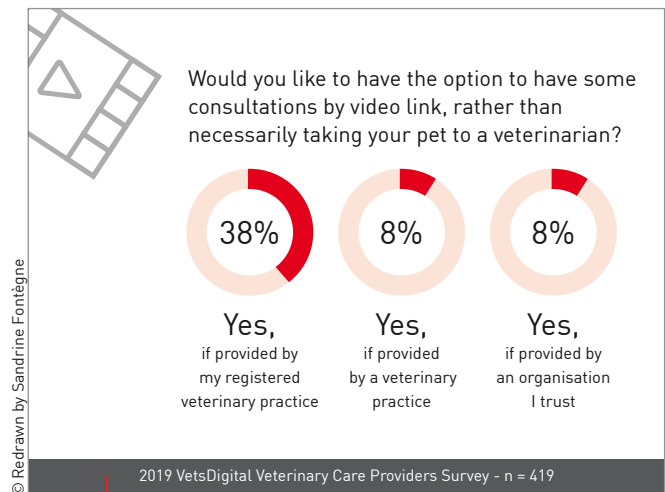 Would you like to have the option to have some
consultations by video link, rather than
necessarily taking your pet to a veterinarian?
38%
Yes,
if provided by
my registered
veterinary practice
8%
Yes,
if provided
by a veterinary
practice
8%
Yes,
if provided by
an organisation
I trust
2019 VetsDigital Veterinary Care Providers Survey - n = 419
© Redrawn by Sandrine Fontègne